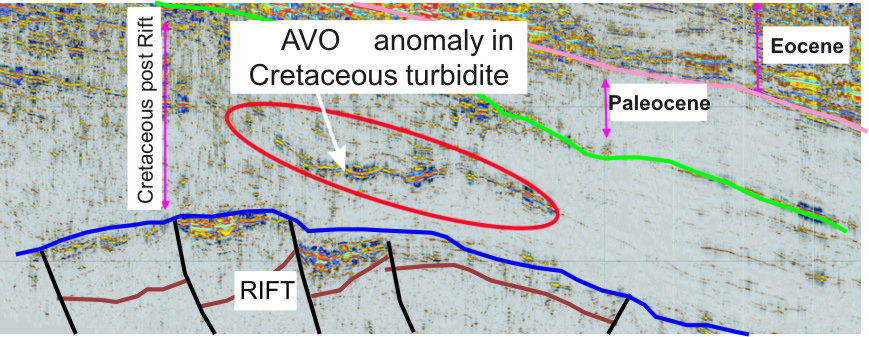 Cretaceous post Rift
AVO anomaly in
Cretaceous turbidite
Eocene
Paleocene
RIFT